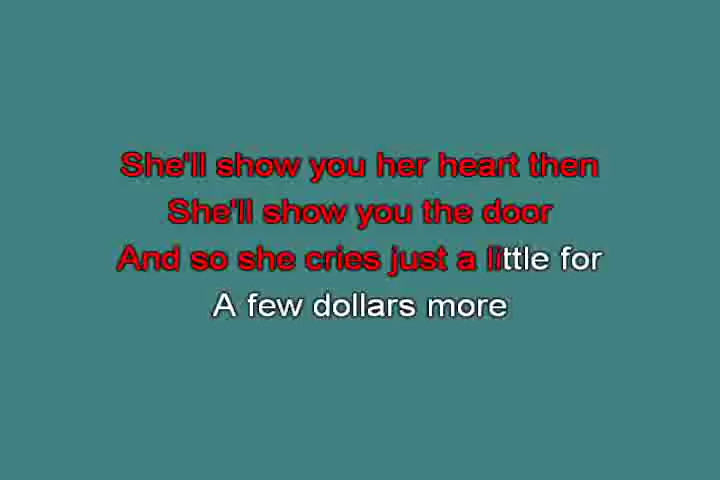 She'll show you her heart then
She'll show you the door
And so she cries just a little for
A few dollars more